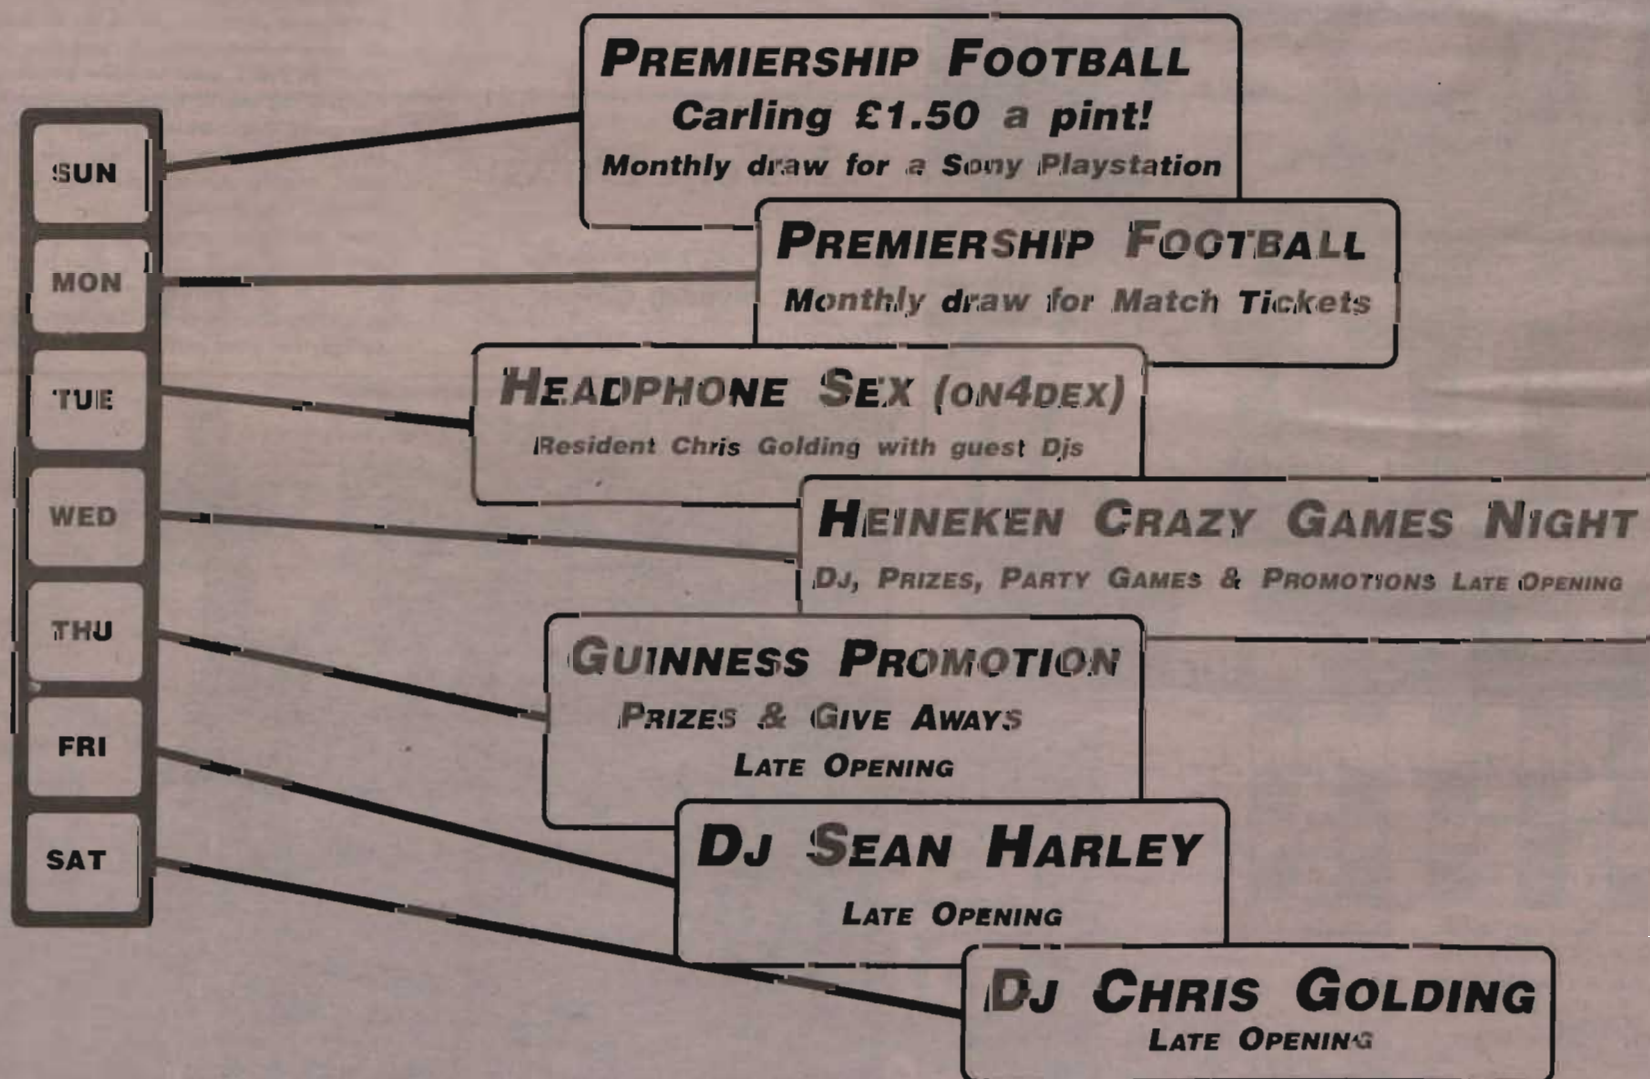 SUN
PREMIERSHIP FOOTBALL
Carling £1.50 a pint!
Monthly draw for a Sony Playstation
MON
PREMIERSHIP FOOTBALL
Monthly draw for Match Tickets
TUE
HEADPHONE SEX (ON4DEX)
Resident Chris Golding with guest Djs
WED
HEINEKEN CRAZY GAMES NIGHT
DJ, PRIZES, PARTY GAMES & PROMOTIONS LATE OPENING
THU
GUINNESS PROMOTION
PRIZES & GIVE AWAYS
LATE OPENING
FRI
DJ SEAN HARLEY
LATE OPENING
SAT
DJ CHRIS GOLDING
LATE OPENING